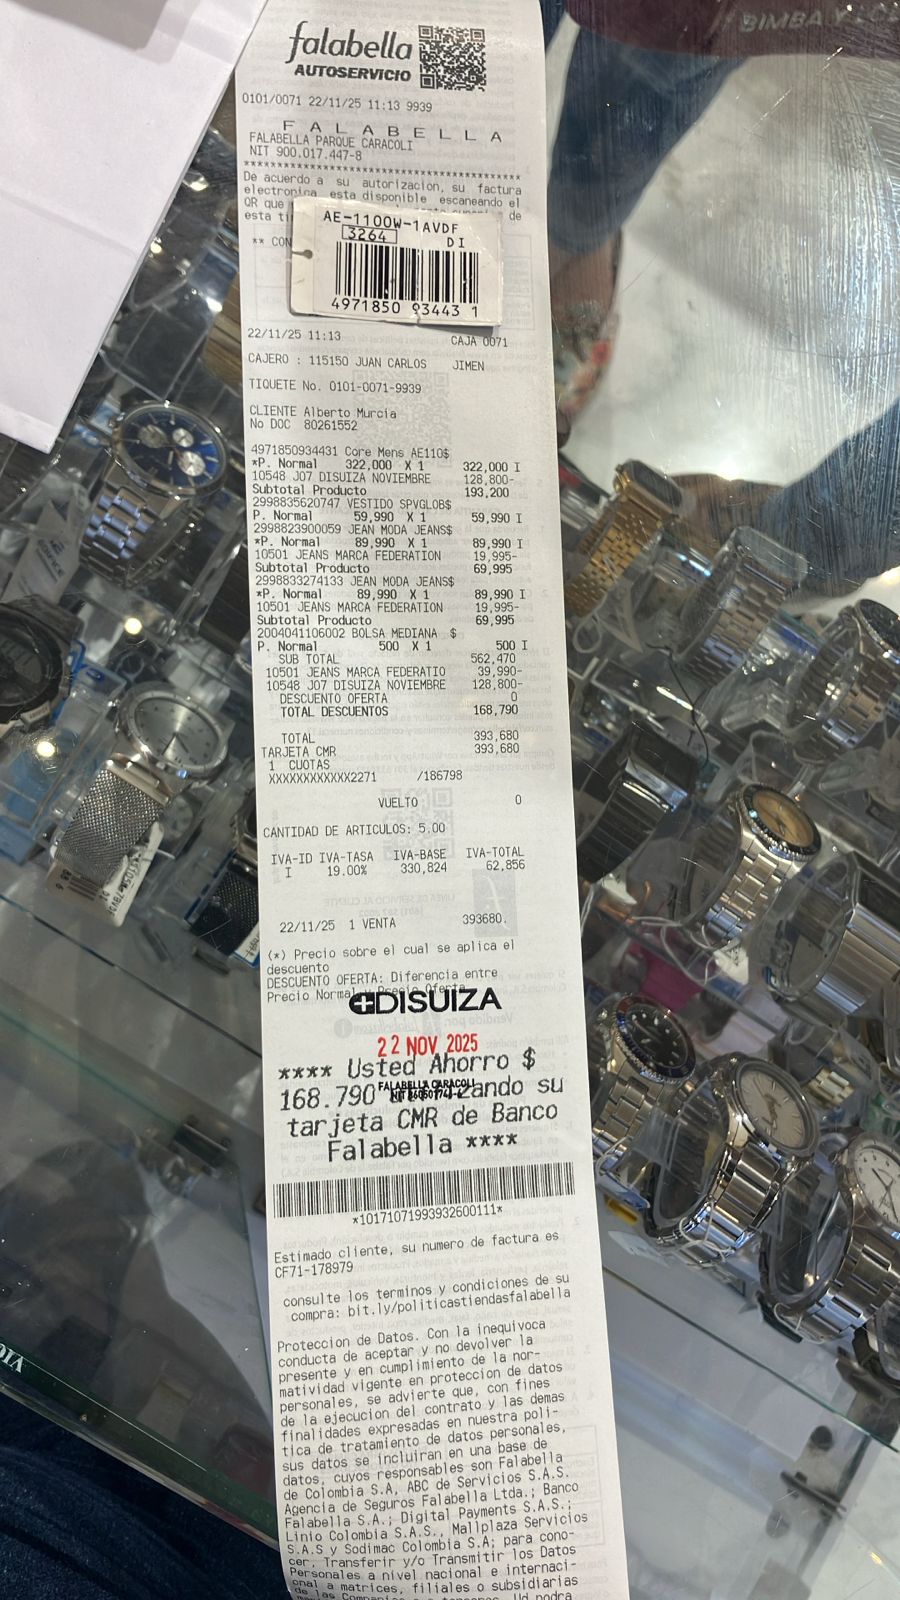 BIMBA Y
falabella
AUTOSERVICIO
0101/0071 22/11/25 11:13 9939
F A L A B E L L A
FALABELLA PARQUE CARACOLI
NIT 900.017.447-8
****************************************
De acuerdo a su autorizacion, su factura
electronica esta disponible escaneando el
QR que de
esta
** CON
AE-1100W-1AVDF
3264 DI
4971850 93443 1
22/11/25 11:13 CAJA 0071
CAJERO : 115150 JUAN CARLOS JIMEN
TIQUETE No. 0101-0071-9939
CLIENTE Alberto Murcia
No DOC 80261552
4971850934431 Core Mens AE110$
*P. Normal 322,000 X 1 322,000 I
10548 J07 DISUIZA NOVIEMBRE 128,800-
Subtotal Producto 193,200
2998835620747 VESTIDO SPVGLOB$
P. Normal 59,990 X 1 59,990 I
2998823900059 JEAN MODA JEANS$
*P. Normal 89,990 X 1 89,990 I
10501 JEANS MARCA FEDERATION 19,995-
Subtotal Producto 69,995
2998833274133 JEAN MODA JEANS$
*P. Normal 89,990 X 1 89,990 I
10501 JEANS MARCA FEDERATION 19,995-
Subtotal Producto 69,995
2004041106002 BOLSA MEDIANA $
P. Normal 500 X 1 500 I
SUB TOTAL 562,470
10501 JEANS MARCA FEDERATIO 39,990-
10548 J07 DISUIZA NOVIEMBRE 128,800-
DESCUENTO OFERTA 0
TOTAL DESCUENTOS 168,790
TOTAL 393,680
TARJETA CMR 393,680
1 CUOTAS
XXXXXXXXXXXX2271 /186798
VUELTO 0
CANTIDAD DE ARTICULOS: 5.00
IVA-ID IVA-TASA IVA-BASE IVA-TOTAL
I 19.00% 330,824 62,856
22/11/25 1 VENTA 393680.
(*) Precio sobre el cual se aplica el
descuento
DESCUENTO OFERTA: Diferencia entre
Precio Normal y Precio Oferta
DISUIZA
22 NOV 2025
**** Usted Ahorro $
FALABELLA CARACOLI
168.790 su
tarjeta CMR de Banco
Falabella ****
*10171071993932600111*
Estimado cliente, su numero de factura es
CF71-178979
consulte los terminos y condiciones de su
compra: bit.ly/politicastiendasfalabella
Proteccion de Datos. Con la inequivoca
conducta de aceptar y no devolver la
presente y en cumplimiento de la nor-
matividad vigente en proteccion de datos
personales, se advierte que, con fines
de la ejecucion del contrato y las demas
finalidades expresadas en nuestra poli-
tica de tratamiento de datos personales,
sus datos se incluiran en una base de
datos, cuyos responsables son Falabella
de Colombia S.A, ABC de Servicios S.A.S.
Agencia de Seguros Falabella Ltda.; Banco
Falabella S.A.; Digital Payments S.A.S.;
Linio Colombia S.A.S., Mallplaza Servicios
S.A.S y Sodimac Colombia S.A; para cono-
cer, Transferir y/o Transmitir los Datos
Personales a nivel nacional e internaci-
onal a matrices, filiales o subsidiarias